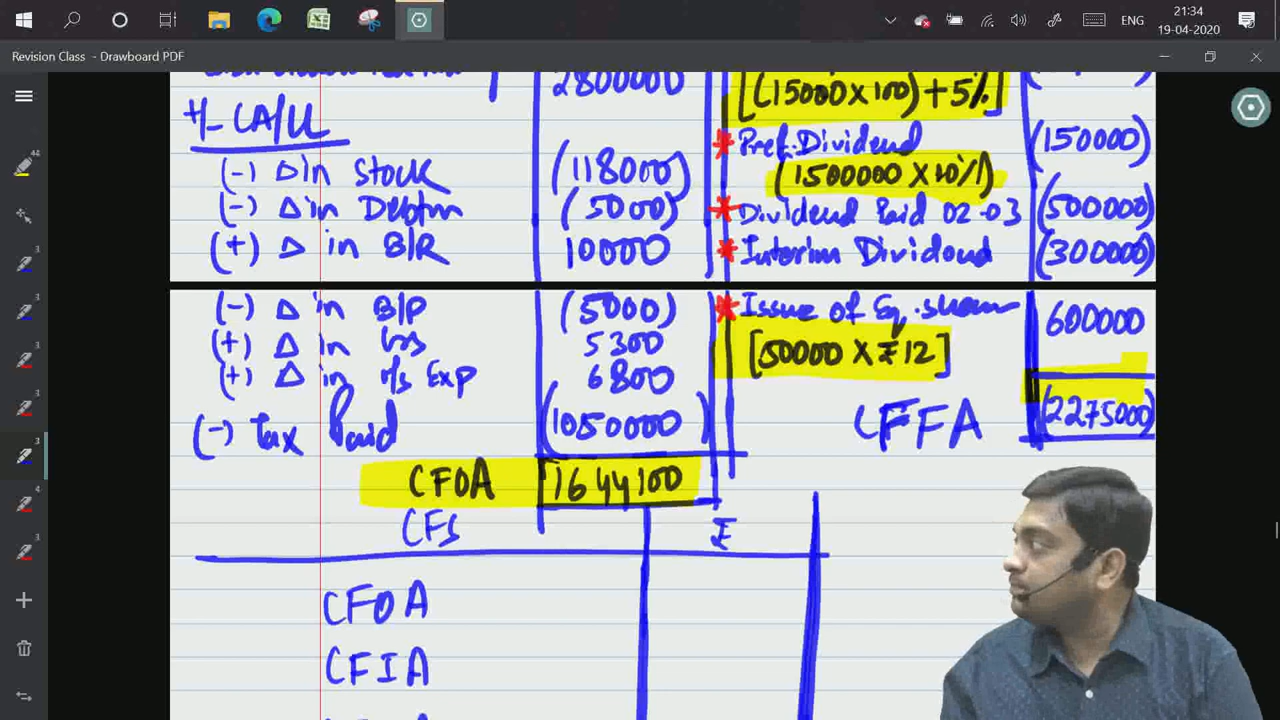 21:34
ENG
19-04-2020
Revision Class - Drawboard PDF
2800000
[(15000x100)+5%]
+/- CA/CL
* Pref. Dividend (150000)
(1500000 x 10%)
(-) Δ in Stock (118000)
(-) Δ in Debtors (5000)
* Dividend Paid 02-03 (500000)
(+) Δ in B/R 10000
* Interim Dividend (300000)
(-) Δ in B/P (5000)
* Issue of Eq. shares 600000
[50000 x ₹12]
(+) Δ in 5300
(+) Δ in o/s Exp 6800
(-) Tax Paid (1050000)
CFFA (2275000)
CFOA 1644100
CFS ₹
CFOA
CFIA